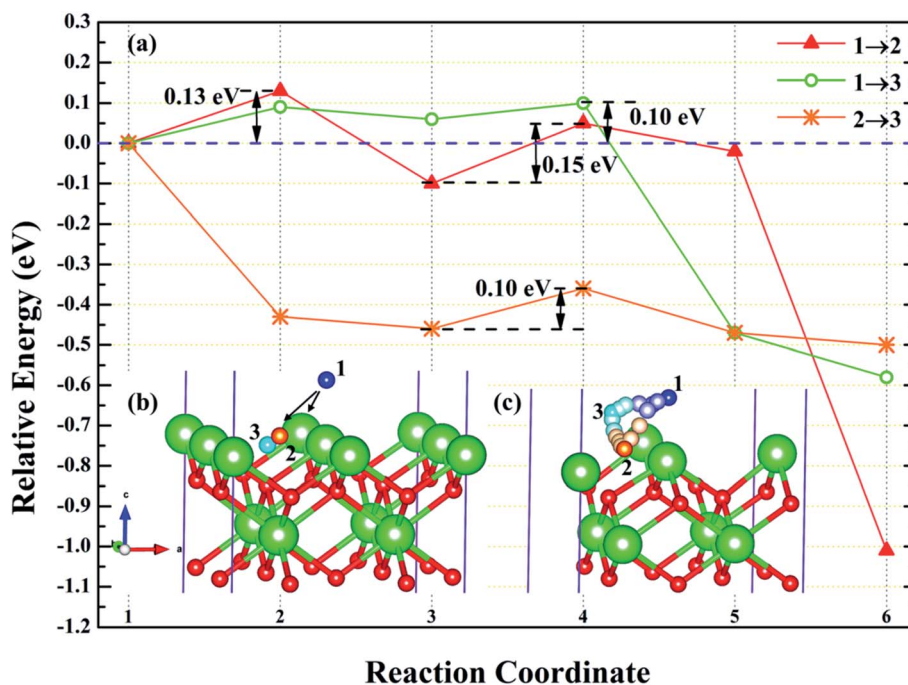 (a)
1→2
1→3
2→3
0.13 eV
0.10 eV
0.15 eV
0.10 eV
0.3
0.2
0.1
0.0
-0.1
-0.2
-0.3
-0.4
-0.5
-0.6
-0.7
-0.8
-0.9
-1.0
-1.1
-1.2
Relative Energy (eV)
(b)
1
3
2
(c)
1
3
2
c
a
1 2 3 4 5 6
Reaction Coordinate